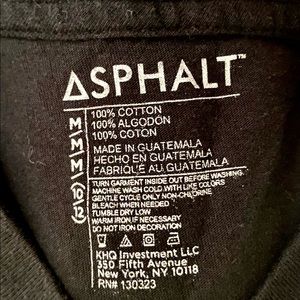 ASPHALT™
M M M 10/12
100% COTTON
100% ALGODÓN
100% COTON
MADE IN GUATEMALA
HECHO EN GUATEMALA
FABRIQUÉ AU GUATEMALA
TURN GARMENT INSIDE OUT BEFORE WASHING.
MACHINE WASH COLD WITH LIKE COLORS
GENTLE CYCLE ONLY NON-CHLORINE
BLEACH WHEN NEEDED
TUMBLE DRY LOW
WARM IRON, IF NECESSARY
DO NOT IRON DECORATION
KHQ Investment LLC
350 Fifth Avenue
New York, NY, 10118
RN# 130323